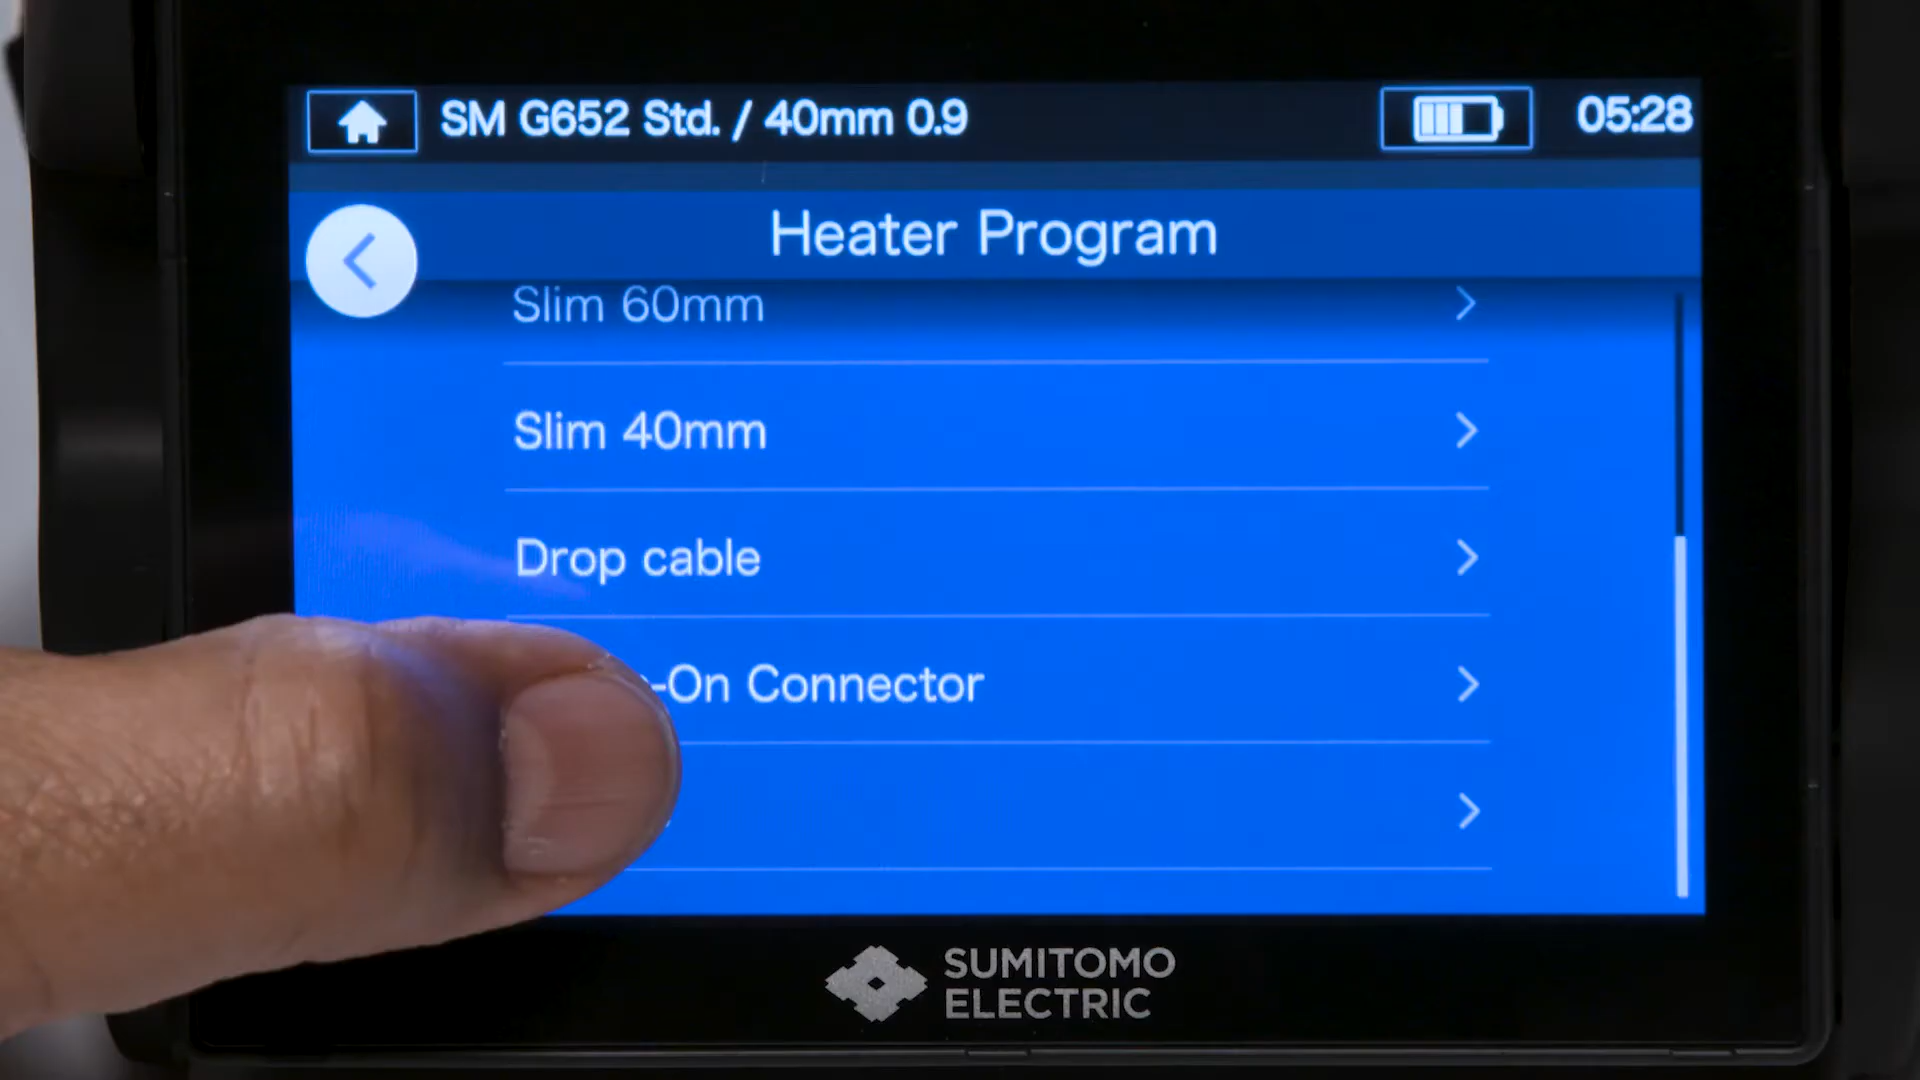 SM G652 Std. / 40mm 0.9
05:28
Heater Program
Slim 60mm
Slim 40mm
Drop cable
-On Connector
SUMITOMO
ELECTRIC